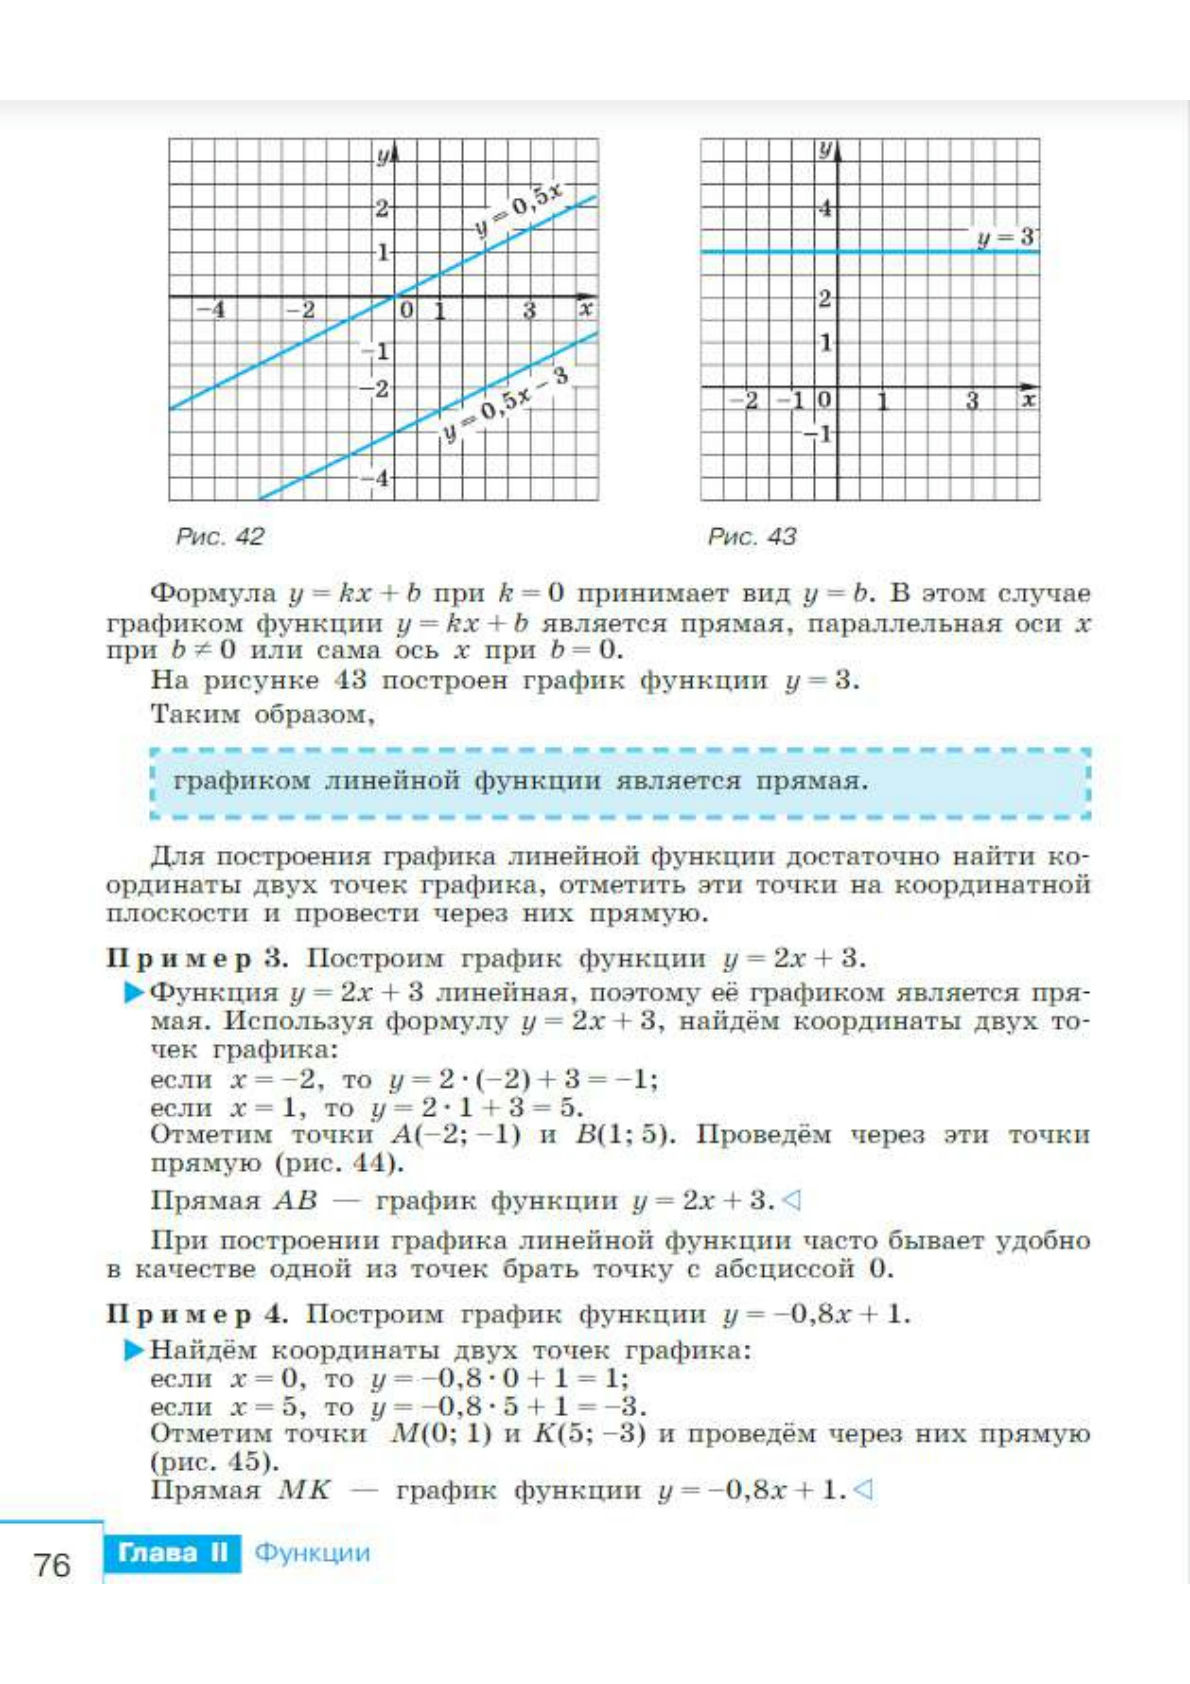 y
2
1
y = 0,5x
−4
−2
0
1
3
x
−1
−2
y = 0,5x − 3
−4
y
4
y = 3
2
1
−2
−1
0
1
3
x
−1
Рис. 42
Рис. 43
Формула y = kx + b при k = 0 принимает вид y = b. В этом случае
графиком функции y = kx + b является прямая, параллельная оси x
при b ≠ 0 или сама ось x при b = 0.
На рисунке 43 построен график функции y = 3.
Таким образом,
графиком линейной функции является прямая.
Для построения графика линейной функции достаточно найти ко-
ординаты двух точек графика, отметить эти точки на координатной
плоскости и провести через них прямую.
Пример 3. Построим график функции y = 2x + 3.
Функция y = 2x + 3 линейная, поэтому её графиком является пря-
мая. Используя формулу y = 2x + 3, найдём координаты двух то-
чек графика:
если x = −2, то y = 2 · (−2) + 3 = −1;
если x = 1, то y = 2 · 1 + 3 = 5.
Отметим точки A(−2; −1) и B(1; 5). Проведём через эти точки
прямую (рис. 44).
Прямая AB — график функции y = 2x + 3.
При построении графика линейной функции часто бывает удобно
в качестве одной из точек брать точку с абсциссой 0.
Пример 4. Построим график функции y = −0,8x + 1.
Найдём координаты двух точек графика:
если x = 0, то y = −0,8 · 0 + 1 = 1;
если x = 5, то y = −0,8 · 5 + 1 = −3.
Отметим точки M(0; 1) и K(5; −3) и проведём через них прямую
(рис. 45).
Прямая MK — график функции y = −0,8x + 1.
76
Глава II Функции